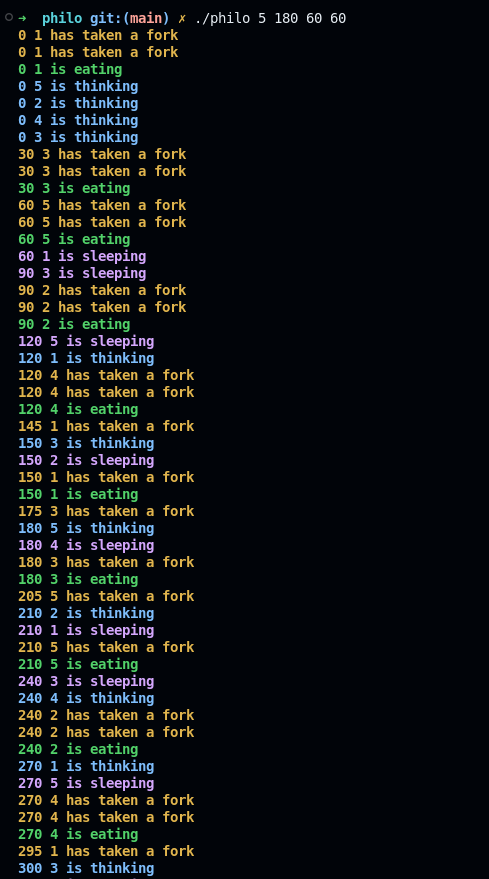 ➜ philo git:(main) ✗ ./philo 5 180 60 60
0 1 has taken a fork
0 1 has taken a fork
0 1 is eating
0 5 is thinking
0 2 is thinking
0 4 is thinking
0 3 is thinking
30 3 has taken a fork
30 3 has taken a fork
30 3 is eating
60 5 has taken a fork
60 5 has taken a fork
60 5 is eating
60 1 is sleeping
90 3 is sleeping
90 2 has taken a fork
90 2 has taken a fork
90 2 is eating
120 5 is sleeping
120 1 is thinking
120 4 has taken a fork
120 4 has taken a fork
120 4 is eating
145 1 has taken a fork
150 3 is thinking
150 2 is sleeping
150 1 has taken a fork
150 1 is eating
175 3 has taken a fork
180 5 is thinking
180 4 is sleeping
180 3 has taken a fork
180 3 is eating
205 5 has taken a fork
210 2 is thinking
210 1 is sleeping
210 5 has taken a fork
210 5 is eating
240 3 is sleeping
240 4 is thinking
240 2 has taken a fork
240 2 has taken a fork
240 2 is eating
270 1 is thinking
270 5 is sleeping
270 4 has taken a fork
270 4 has taken a fork
270 4 is eating
295 1 has taken a fork
300 3 is thinking